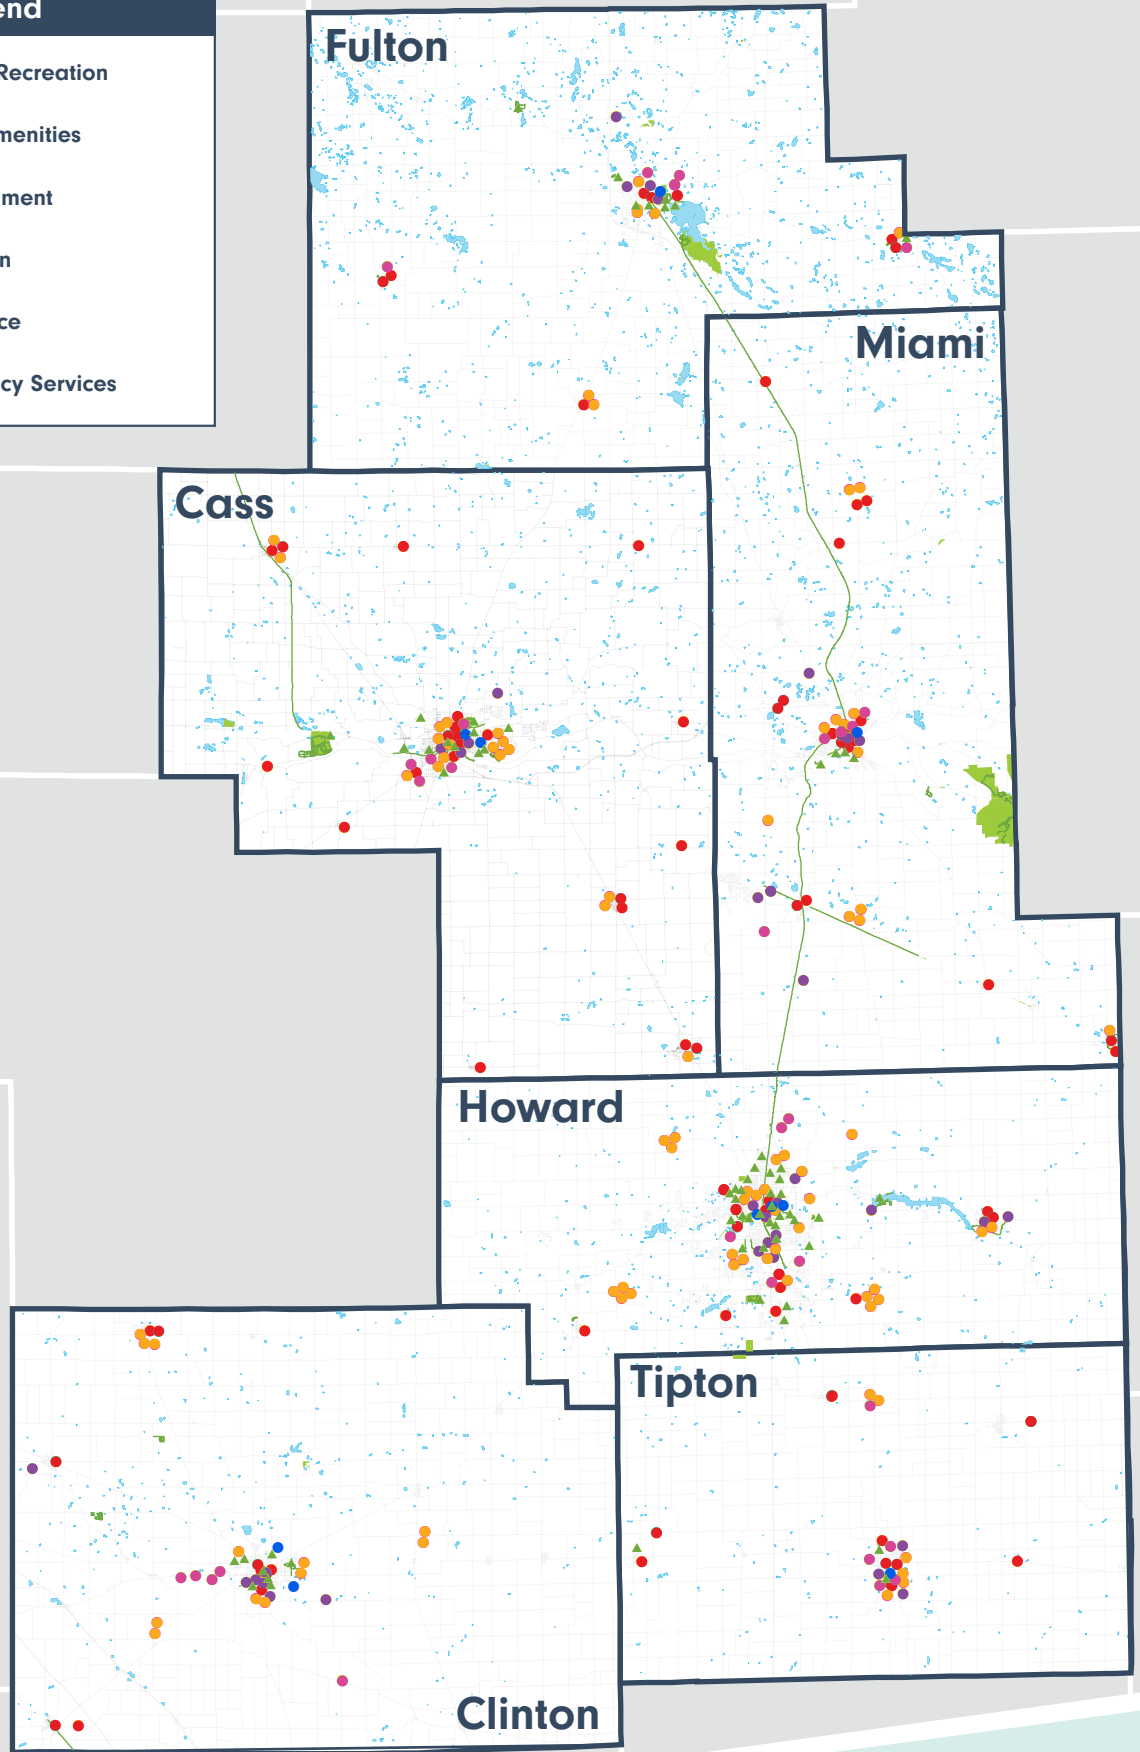 end
Recreation
menities
ment
n
ce
cy Services
Fulton
Miami
Cass
Howard
Tipton
Clinton